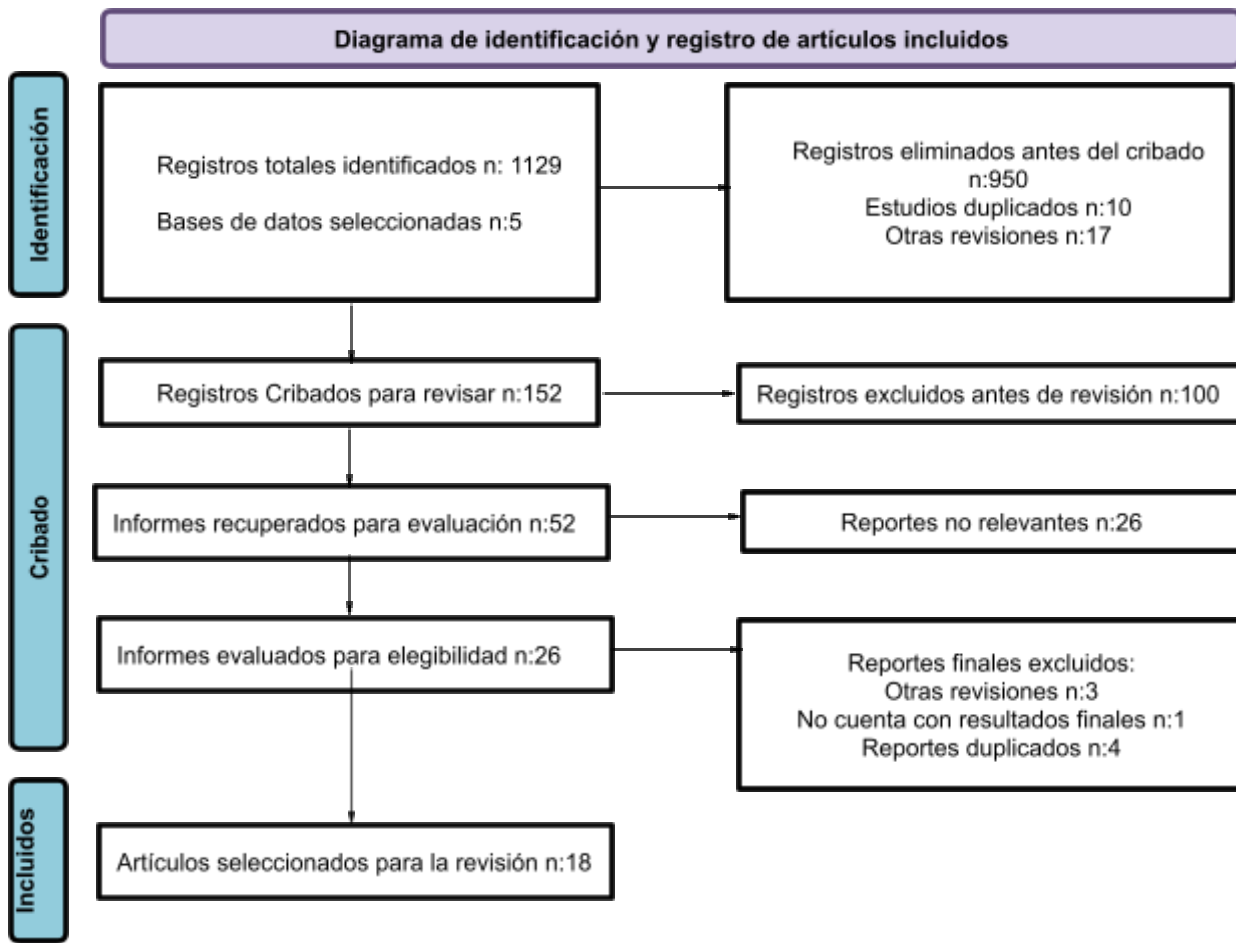 Diagrama de identificación y registro de artículos incluidos
Identificación
Registros totales identificados n: 1129
Bases de datos seleccionadas n:5
Registros eliminados antes del cribado
n:950
Estudios duplicados n:10
Otras revisiones n:17
Cribado
Registros Cribados para revisar n:152
Registros excluidos antes de revisión n:100
Informes recuperados para evaluación n:52
Reportes no relevantes n:26
Informes evaluados para elegibilidad n:26
Reportes finales excluidos:
Otras revisiones n:3
No cuenta con resultados finales n:1
Reportes duplicados n:4
Incluidos
Artículos seleccionados para la revisión n:18